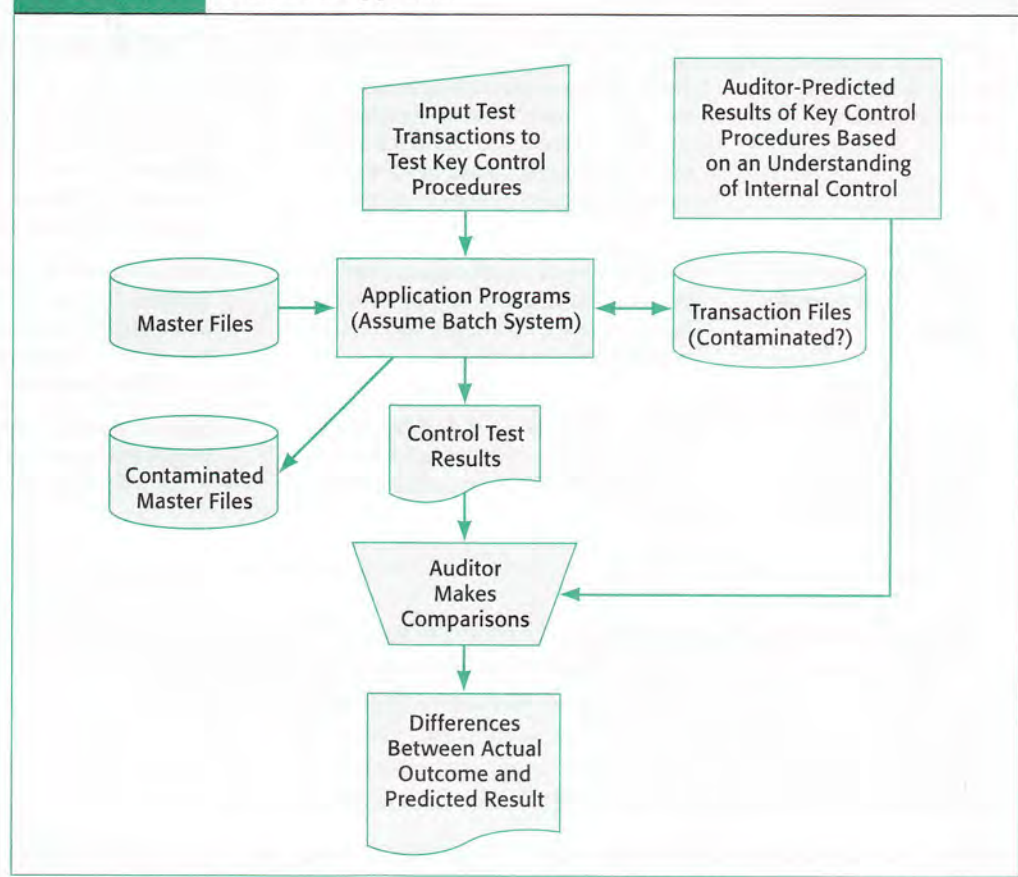 Input Test
Transactions to
Test Key Control
Procedures
Auditor-Predicted
Results of Key Control
Procedures Based
on an Understanding
of Internal Control
Master Files
Application Programs
(Assume Batch System)
Transaction Files
(Contaminated?)
Contaminated
Master Files
Control Test
Results
Auditor
Makes
Comparisons
Differences
Between Actual
Outcome and
Predicted Result